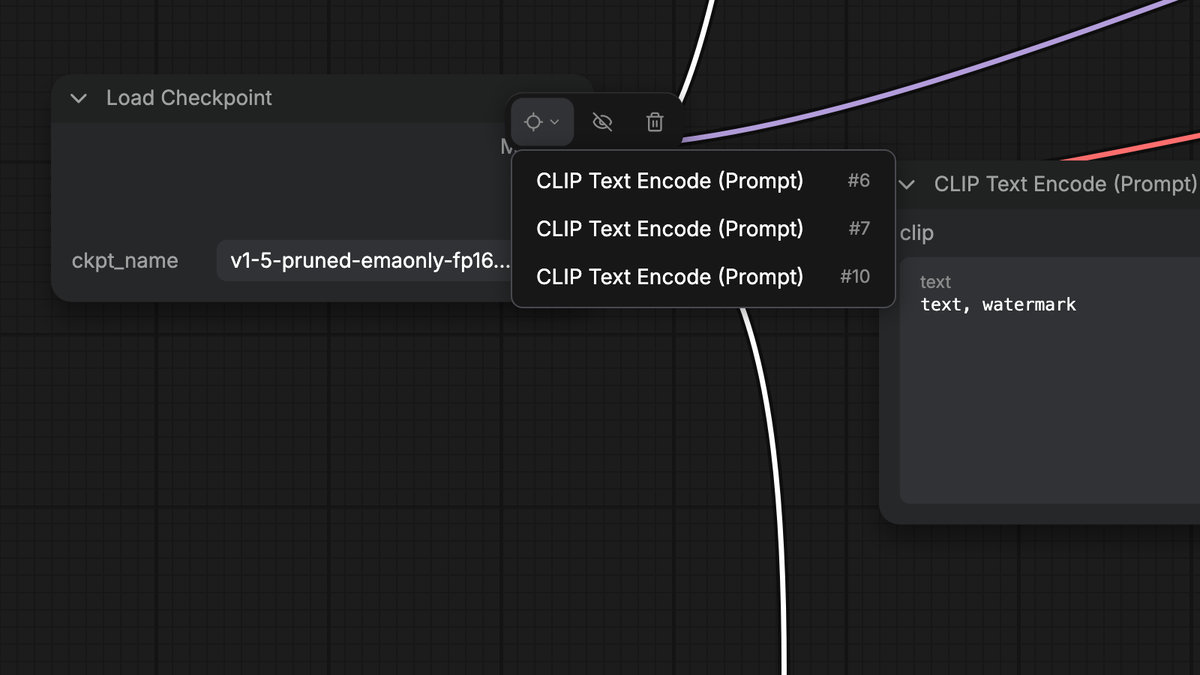 Load Checkpoint
CLIP Text Encode (Prompt) #6
CLIP Text Encode (Prompt)
CLIP Text Encode (Prompt) #7
clip
ckpt_name v1-5-pruned-emaonly-fp16...
CLIP Text Encode (Prompt) #10
text
text, watermark